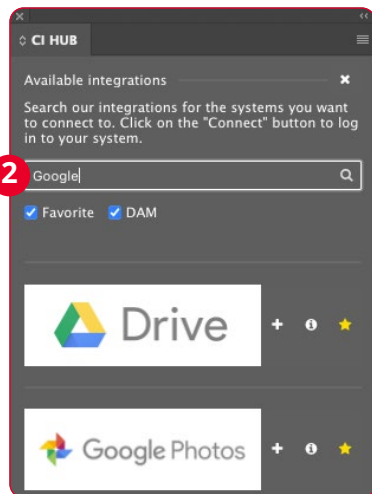 CI HUB
Available integrations
Search our integrations for the systems you want
to connect to. Click on the "Connect" button to log
in to your system.
2
Google
Favorite DAM
Drive
Google Photos